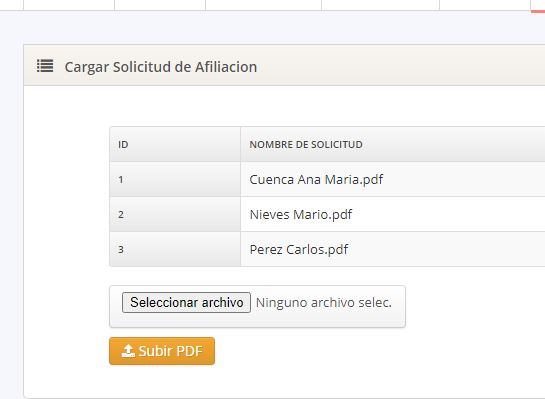 Cargar Solicitud de Afiliacion
ID NOMBRE DE SOLICITUD
1 Cuenca Ana Maria.pdf
2 Nieves Mario.pdf
3 Perez Carlos.pdf
Seleccionar archivo Ninguno archivo selec.
Subir PDF